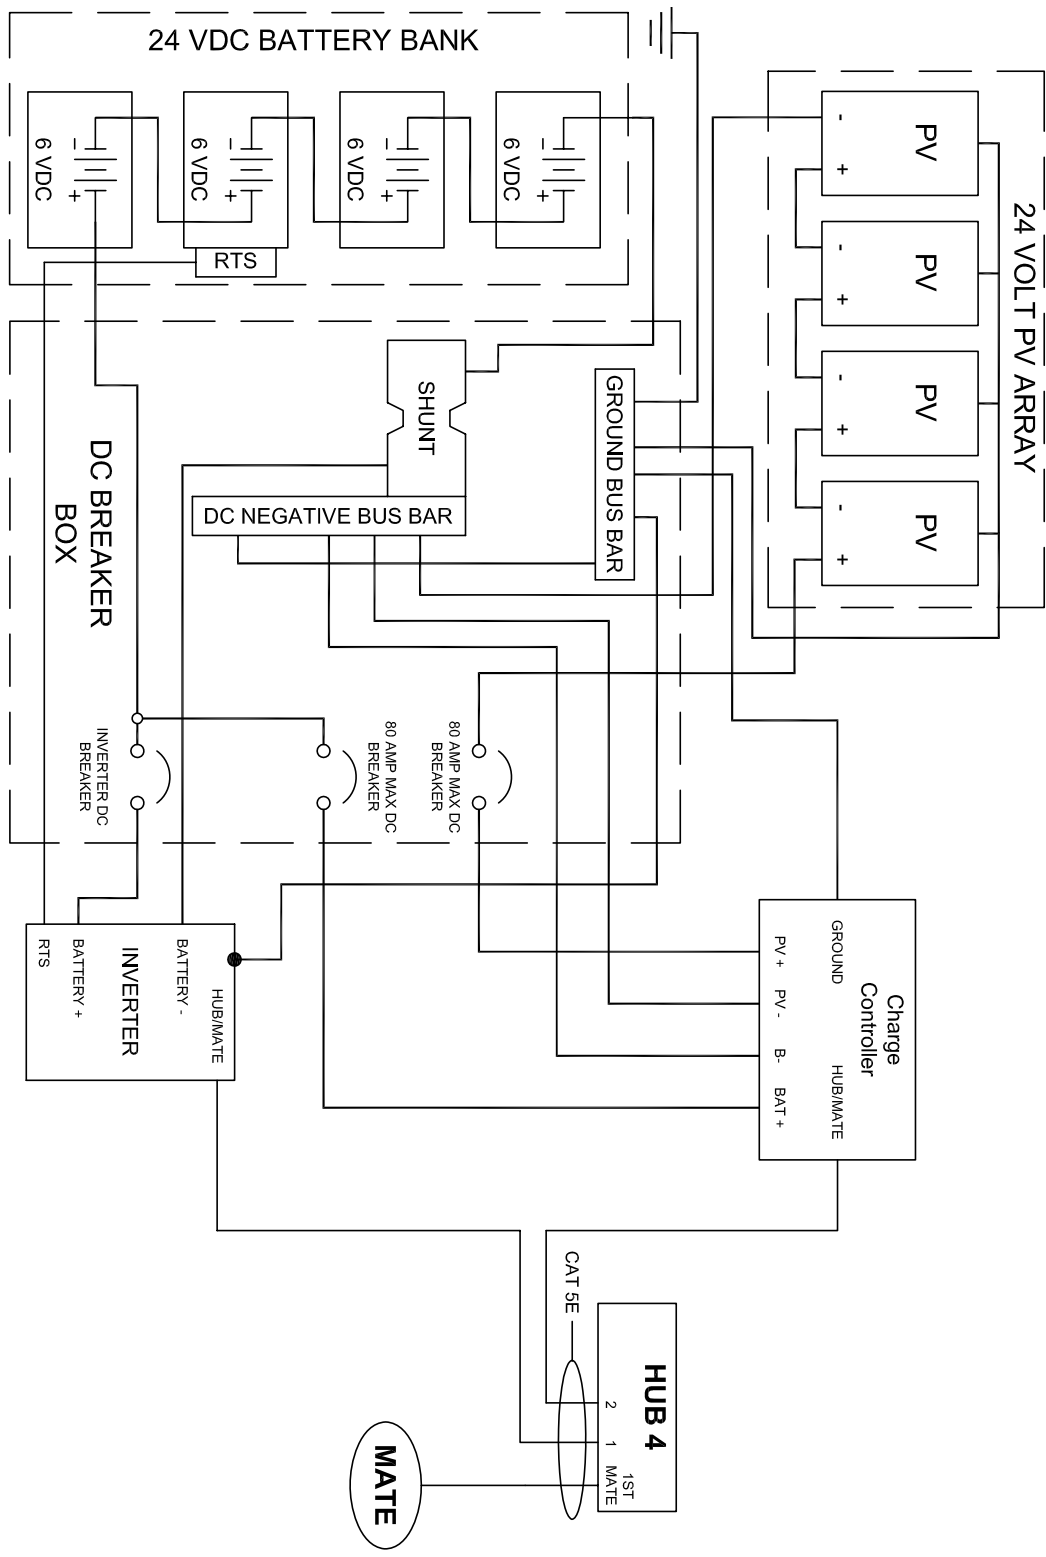 24 VDC BATTERY BANK
-
+
6 VDC
-
+
6 VDC
-
+
6 VDC
-
+
6 VDC
RTS
24 VOLT PV ARRAY
PV
-
+
PV
-
+
PV
-
+
PV
-
+
SHUNT
DC NEGATIVE BUS BAR
GROUND BUS BAR
DC BREAKER
BOX
INVERTER DC
BREAKER
80 AMP MAX DC
BREAKER
80 AMP MAX DC
BREAKER
RTS
BATTERY +
INVERTER
BATTERY -
HUB/MATE
Charge
Controller
GROUND
HUB/MATE
PV +
PV -
B-
BAT +
CAT 5E
HUB 4
2
1
1ST
MATE
MATE